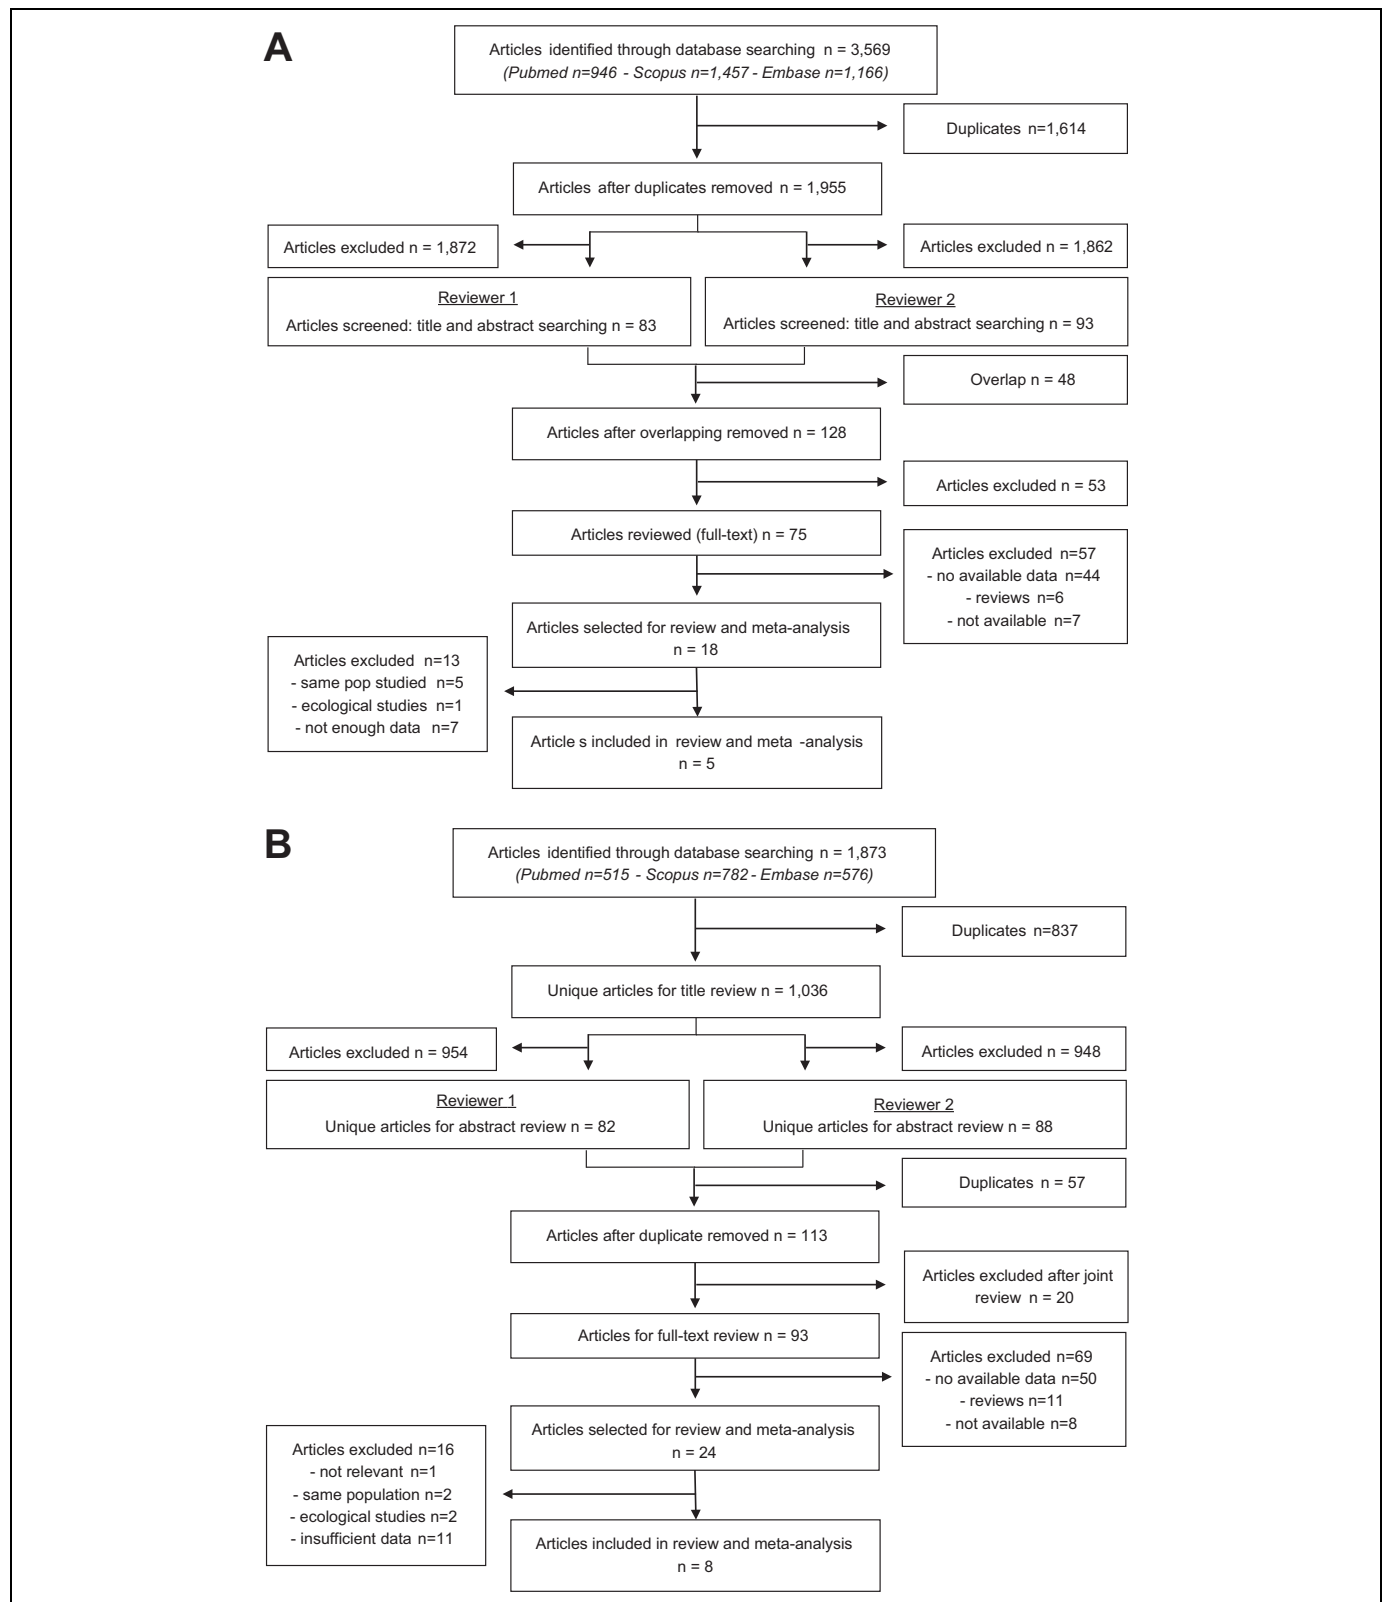 A
Articles identified through database searching n = 3,569
(Pubmed n=946 - Scopus n=1,457 - Embase n=1,166)
Duplicates n=1,614
Articles after duplicates removed n = 1,955
Articles excluded n = 1,872
Articles excluded n = 1,862
Reviewer 1
Articles screened: title and abstract searching n = 83
Reviewer 2
Articles screened: title and abstract searching n = 93
Overlap n = 48
Articles after overlapping removed n = 128
Articles excluded n = 53
Articles reviewed (full-text) n = 75
Articles excluded n=57
- no available data n=44
- reviews n=6
- not available n=7
Articles selected for review and meta-analysis
n = 18
Articles excluded n=13
- same pop studied n=5
- ecological studies n=1
- not enough data n=7
Article s included in review and meta -analysis
n = 5
B
Articles identified through database searching n = 1,873
(Pubmed n=515 - Scopus n=782 - Embase n=576)
Duplicates n=837
Unique articles for title review n = 1,036
Articles excluded n = 954
Articles excluded n = 948
Reviewer 1
Unique articles for abstract review n = 82
Reviewer 2
Unique articles for abstract review n = 88
Duplicates n = 57
Articles after duplicate removed n = 113
Articles excluded after joint
review n = 20
Articles for full-text review n = 93
Articles excluded n=69
- no available data n=50
- reviews n=11
- not available n=8
Articles selected for review and meta-analysis
n = 24
Articles excluded n=16
- not relevant n=1
- same population n=2
- ecological studies n=2
- insufficient data n=11
Articles included in review and meta-analysis
n = 8